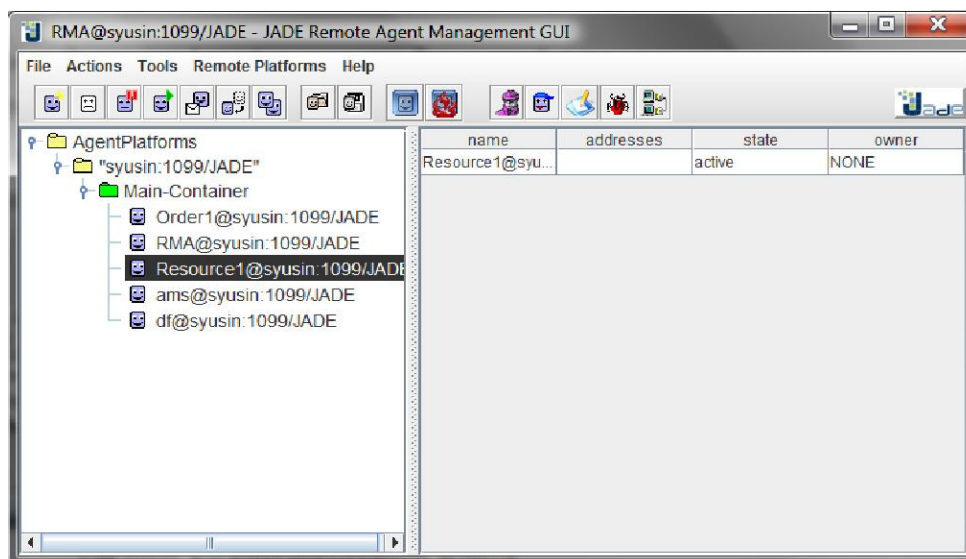 RMA@syusin:1099/JADE - JADE Remote Agent Management GUI
File Actions Tools Remote Platforms Help
Jade
AgentPlatforms
"syusin:1099/JADE"
Main-Container
Order1@syusin:1099/JADE
RMA@syusin:1099/JADE
Resource1@syusin:1099/JADE
ams@syusin:1099/JADE
df@syusin:1099/JADE
name addresses state owner
Resource1@syu... active NONE